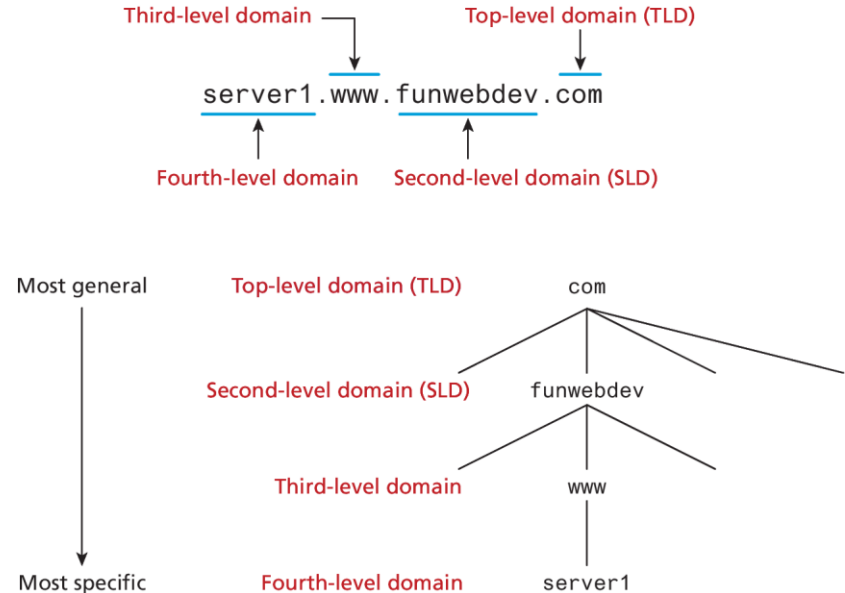 Third-level domain
Top-level domain (TLD)
server1.www.funwebdev.com
Fourth-level domain
Second-level domain (SLD)
Most general
Top-level domain (TLD)
com
Second-level domain (SLD)
funwebdev
Third-level domain
www
Most specific
Fourth-level domain
server1